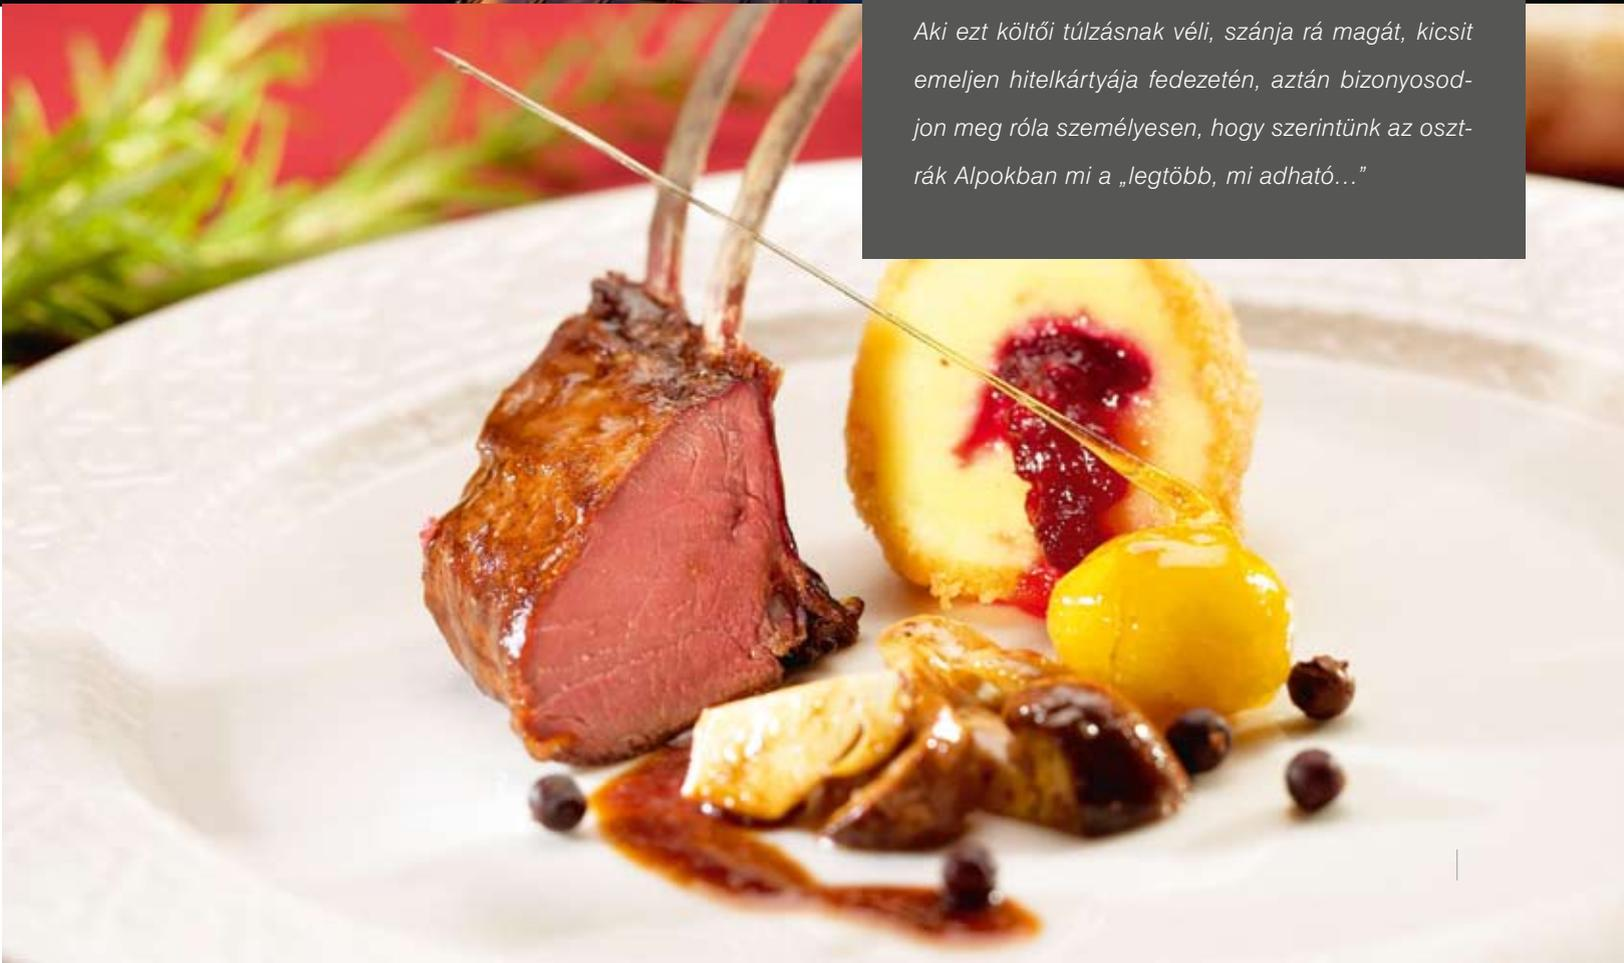 Aki ezt költői túlzásnak véli, szánja rá magát, kicsit
emeljen hitelkártyája fedezetén, aztán bizonyosod-
jon meg róla személyesen, hogy szerintünk az oszt-
rák Alpokban mi a „legtöbb, mi adható…”